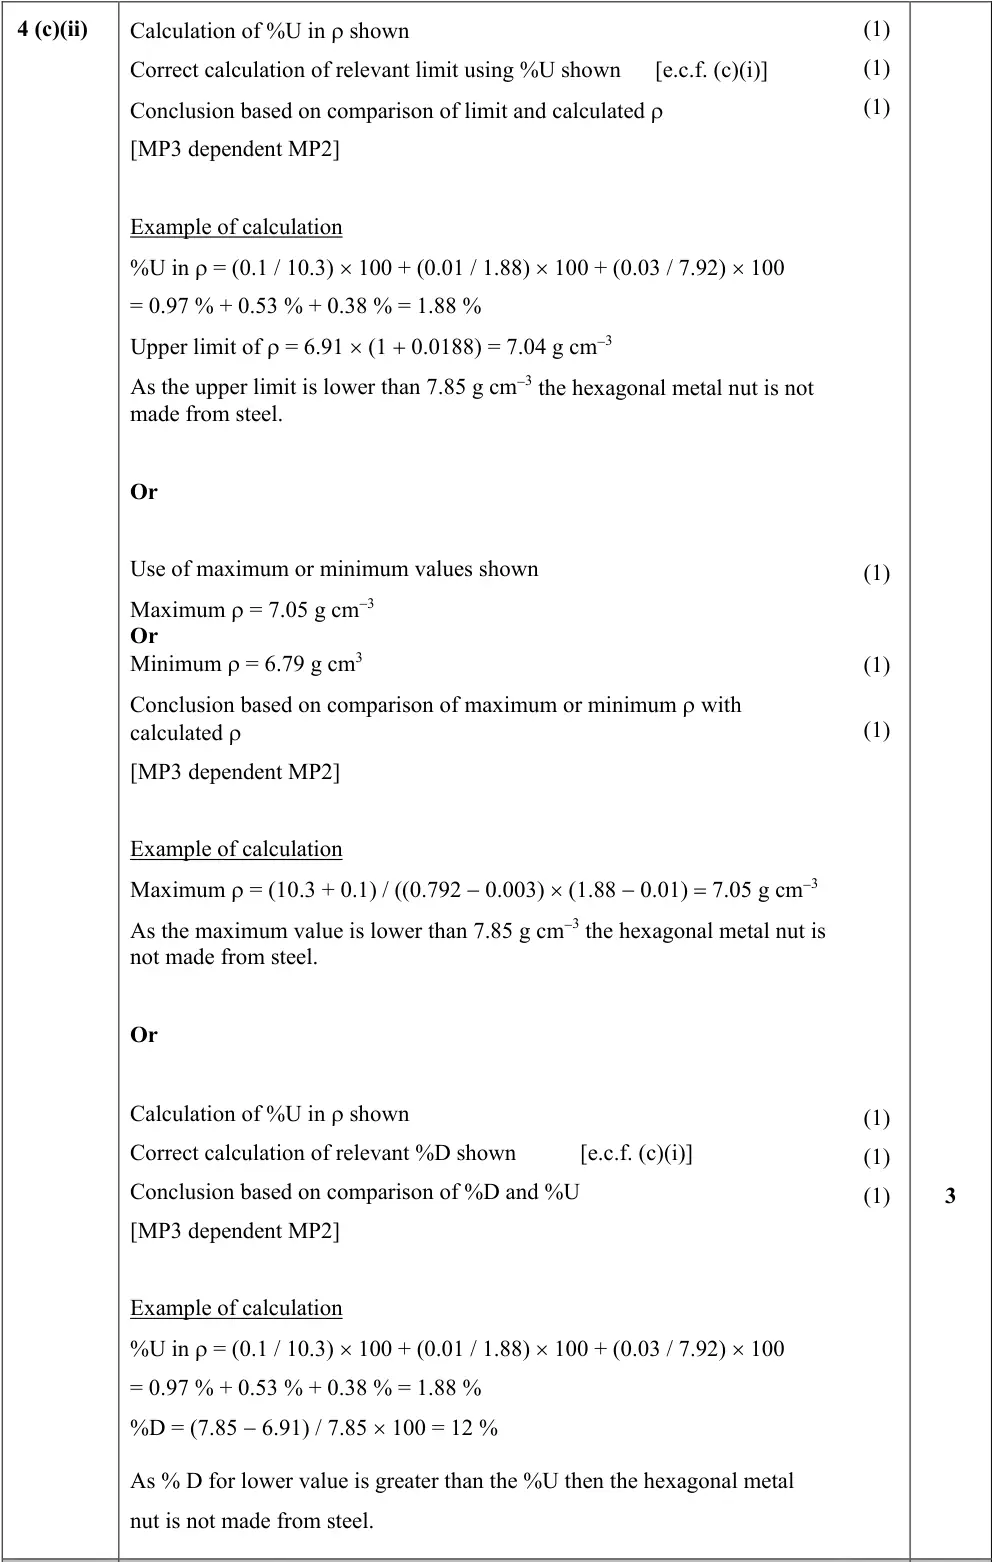 4 (c)(ii) Calculation of %U in ρ shown (1)
Correct calculation of relevant limit using %U shown [e.c.f. (c)(i)] (1)
Conclusion based on comparison of limit and calculated ρ (1)
[MP3 dependent MP2]
Example of calculation
%U in ρ = (0.1 / 10.3) × 100 + (0.01 / 1.88) × 100 + (0.03 / 7.92) × 100
= 0.97 % + 0.53 % + 0.38 % = 1.88 %
Upper limit of ρ = 6.91 × (1 + 0.0188) = 7.04 g cm⁻³
As the upper limit is lower than 7.85 g cm⁻³ the hexagonal metal nut is not
made from steel.
Or
Use of maximum or minimum values shown (1)
Maximum ρ = 7.05 g cm⁻³
Or
Minimum ρ = 6.79 g cm³ (1)
Conclusion based on comparison of maximum or minimum ρ with
calculated ρ (1)
[MP3 dependent MP2]
Example of calculation
Maximum ρ = (10.3 + 0.1) / ((0.792 − 0.003) × (1.88 − 0.01) = 7.05 g cm⁻³
As the maximum value is lower than 7.85 g cm⁻³ the hexagonal metal nut is
not made from steel.
Or
Calculation of %U in ρ shown (1)
Correct calculation of relevant %D shown [e.c.f. (c)(i)] (1)
Conclusion based on comparison of %D and %U (1) 3
[MP3 dependent MP2]
Example of calculation
%U in ρ = (0.1 / 10.3) × 100 + (0.01 / 1.88) × 100 + (0.03 / 7.92) × 100
= 0.97 % + 0.53 % + 0.38 % = 1.88 %
%D = (7.85 − 6.91) / 7.85 × 100 = 12 %
As % D for lower value is greater than the %U then the hexagonal metal
nut is not made from steel.